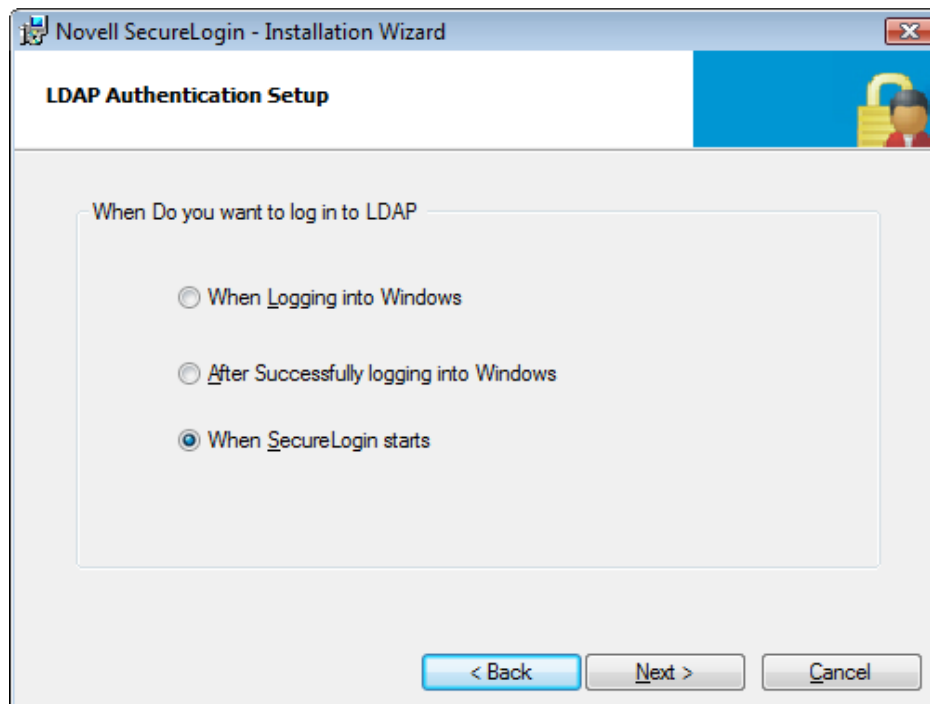 Novell SecureLogin - Installation Wizard
LDAP Authentication Setup
When Do you want to log in to LDAP
When Logging into Windows
After Successfully logging into Windows
When SecureLogin starts
< Back
Next >
Cancel